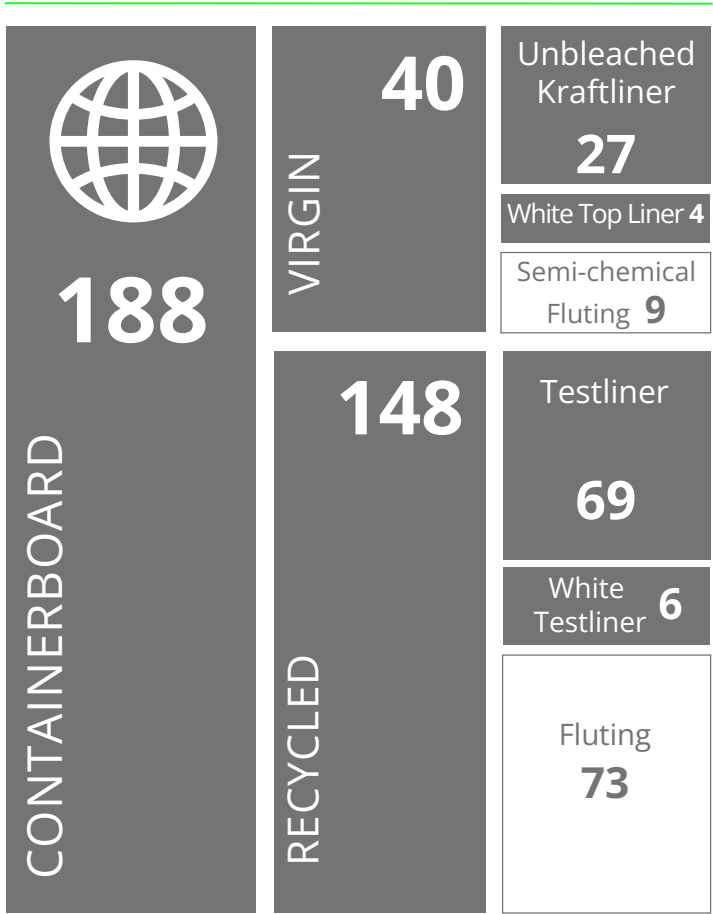 188
CONTAINERBOARD
40
VIRGIN
Unbleached
Kraftliner
27
White Top Liner 4
Semi-chemical
Fluting 9
148
RECYCLED
Testliner
69
White
Testliner 6
Fluting
73